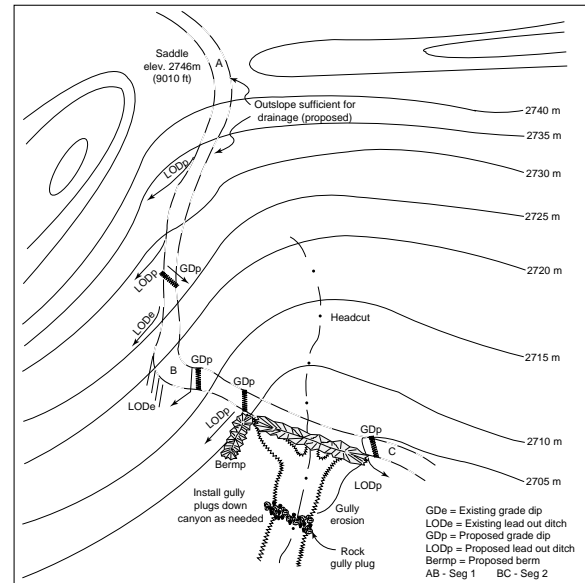 Saddle
elev. 2746m
(9010 ft)
A
Outslope sufficient for
drainage (proposed)
2740 m
2735 m
LODp
2730 m
2725 m
GDp
LODp
2720 m
LODe
Headcut
2715 m
GDp
B
GDp
LODe
LODp
GDp
2710 m
C
Bermp
2705 m
LODp
Install gully
plugs down
canyon as needed
Gully
erosion
Rock
gully plug
GDe = Existing grade dip
LODe = Existing lead out ditch
GDp = Proposed grade dip
LODp = Proposed lead out ditch
Bermp = Proposed berm
AB - Seg 1 BC - Seg 2